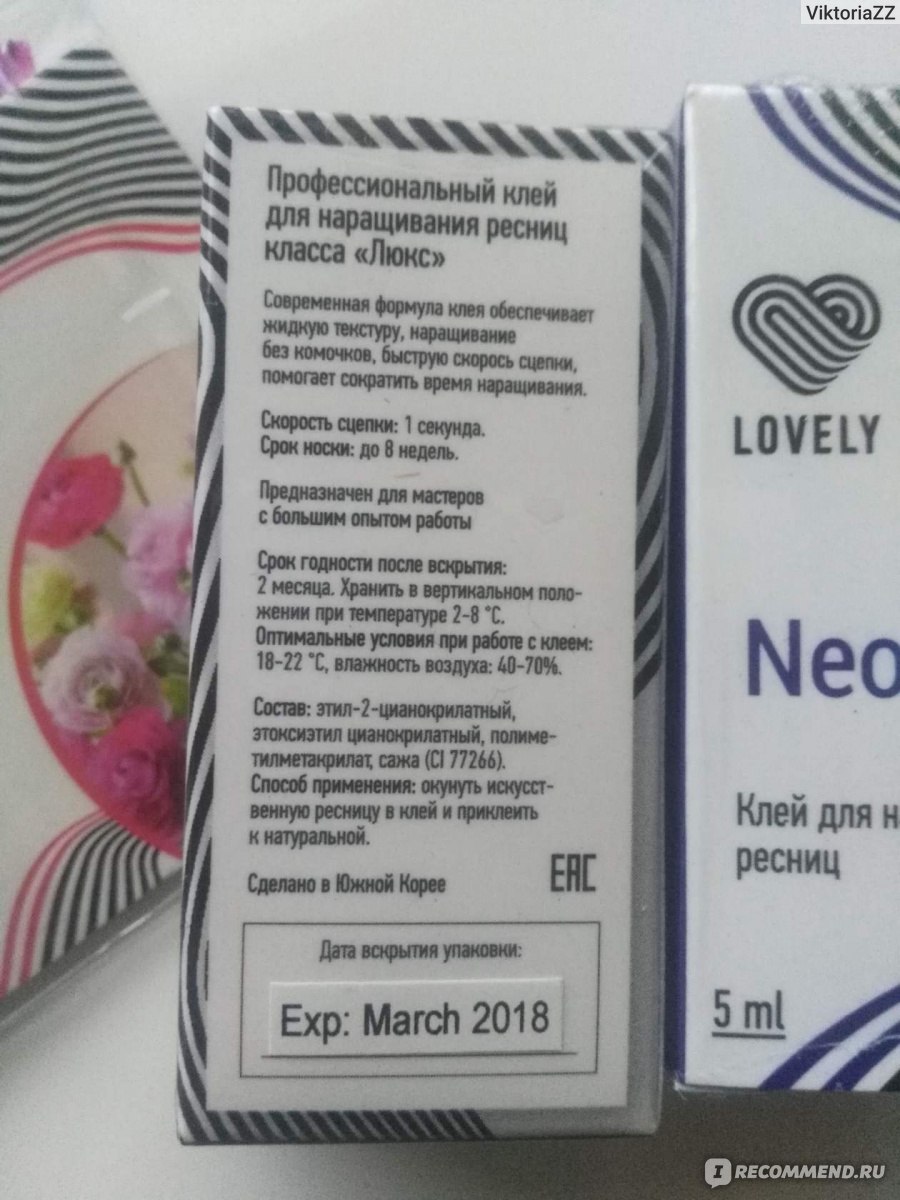 ViktoriaZZ
Профессиональный клей
для наращивания ресниц
класса «Люкс»
Современная формула клея обеспечивает
жидкую текстуру, наращивание
без комочков, быструю скорось сцепки,
помогает сократить время наращивания.
Скорость сцепки: 1 секунда.
Срок носки: до 8 недель.
Предназначен для мастеров
с большим опытом работы
Срок годности после вскрытия:
2 месяца. Хранить в вертикальном поло-
жении при температуре 2-8 °С.
Оптимальные условия при работе с клеем:
18-22 °С, влажность воздуха: 40-70%.
Состав: этил-2-цианокрилатный,
этоксиэтил цианокрилатный, полиме-
тилметакрилат, сажа (CI 77266).
Способ применения: окунуть искусст-
венную ресницу в клей и приклеить
к натуральной.
Сделано в Южной Корее
EAC
Дата вскрытия упаковки:
Exp: March 2018
LOVELY
Neo
Клей для н
ресниц
5 ml
I RECOMMEND.RU